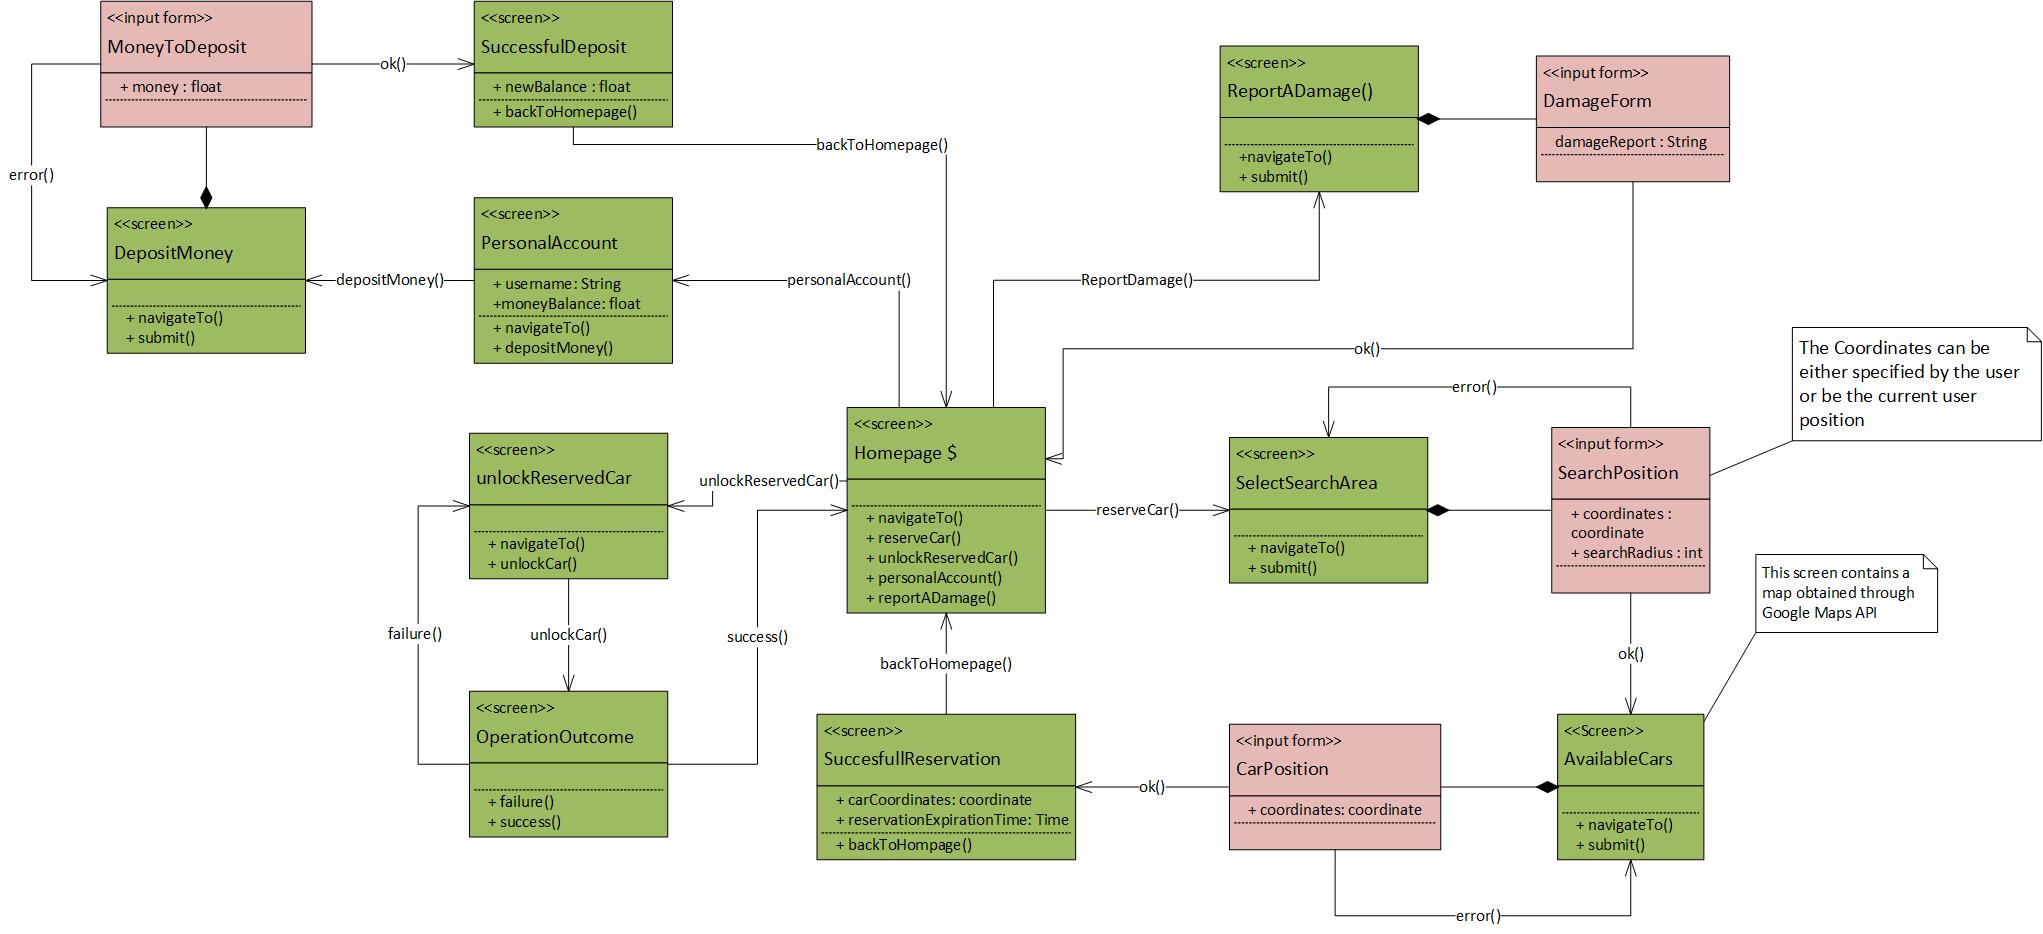 <<input form>>
MoneyToDeposit
+ money : float
ok()
<<screen>>
SuccessfulDeposit
+ newBalance : float
+ backToHomepage()
backToHomepage()
error()
<<screen>>
DepositMoney
+ navigateTo()
+ submit()
depositMoney()
<<screen>>
PersonalAccount
+ username: String
+moneyBalance: float
+ navigateTo()
+ depositMoney()
personalAccount()
<<screen>>
ReportADamage()
+navigateTo()
+ submit()
<<input form>>
DamageForm
damageReport : String
ReportDamage()
ok()
The Coordinates can be
either specified by the user
or be the current user
position
<<screen>>
unlockReservedCar
+ navigateTo()
+ unlockCar()
unlockReservedCar()
<<screen>>
Homepage $
+ navigateTo()
+ reserveCar()
+ unlockReservedCar()
+ personalAccount()
+ reportADamage()
reserveCar()
error()
<<screen>>
SelectSearchArea
+ navigateTo()
+ submit()
<<input form>>
SearchPosition
+ coordinates :
coordinate
+ searchRadius : int
This screen contains a
map obtained through
Google Maps API
failure()
unlockCar()
success()
backToHomepage()
ok()
<<screen>>
OperationOutcome
+ failure()
+ success()
<<screen>>
SuccesfullReservation
+ carCoordinates: coordinate
+ reservationExpirationTime: Time
+ backToHompage()
ok()
<<input form>>
CarPosition
+ coordinates: coordinate
<<Screen>>
AvailableCars
+ navigateTo()
+ submit()
error()